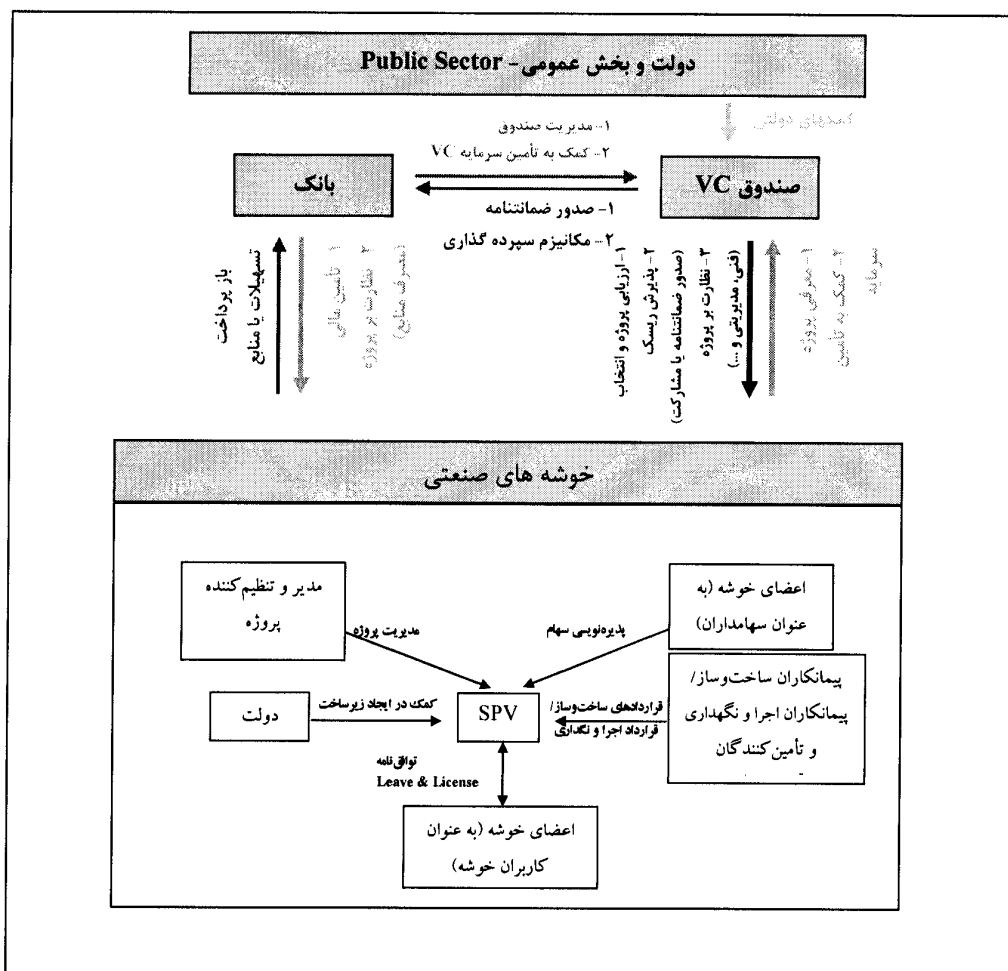 دولت و بخش عمومی- Public Sector
کمکهای دولتی
۱- مدیریت صندوق
۲- کمک به تأمین سرمایه VC
صندوق VC
بانک
۱- صدور ضمانتنامه
۲- مکانیزم سپرده گذاری
سرمایه
۲- کمک به تأمین
۱- معرفی پروژه
(فنی، مدیریتی و ...)
۳- نظارت بر پروژه
(صدور ضمانتنامه یا مشارکت)
۲- پذیرش ریسک
۱- ارزیابی پروژه و انتخاب
(مصرف منابع)
۲ نظارت بر پروژه
۱ تأمین مالی
تسهیلات یا منابع
باز پرداخت
خوشه های صنعتی
اعضای خوشه (به
عنوان سهامداران)
مدیر و تنظیم‌کننده
پروژه
پذیره‌نویسی سهام
مدیریت پروژه
پیمانکاران ساخت‌وساز/
پیمانکاران اجرا و نگهداری
و تأمین‌کنندگان
قراردادهای ساخت‌وساز/
قرارداد اجرا و نگداری
SPV
کمک در ایجاد زیرساخت
دولت
توافق‌نامه
Leave & License
اعضای خوشه (به عنوان
کاربران خوشه)